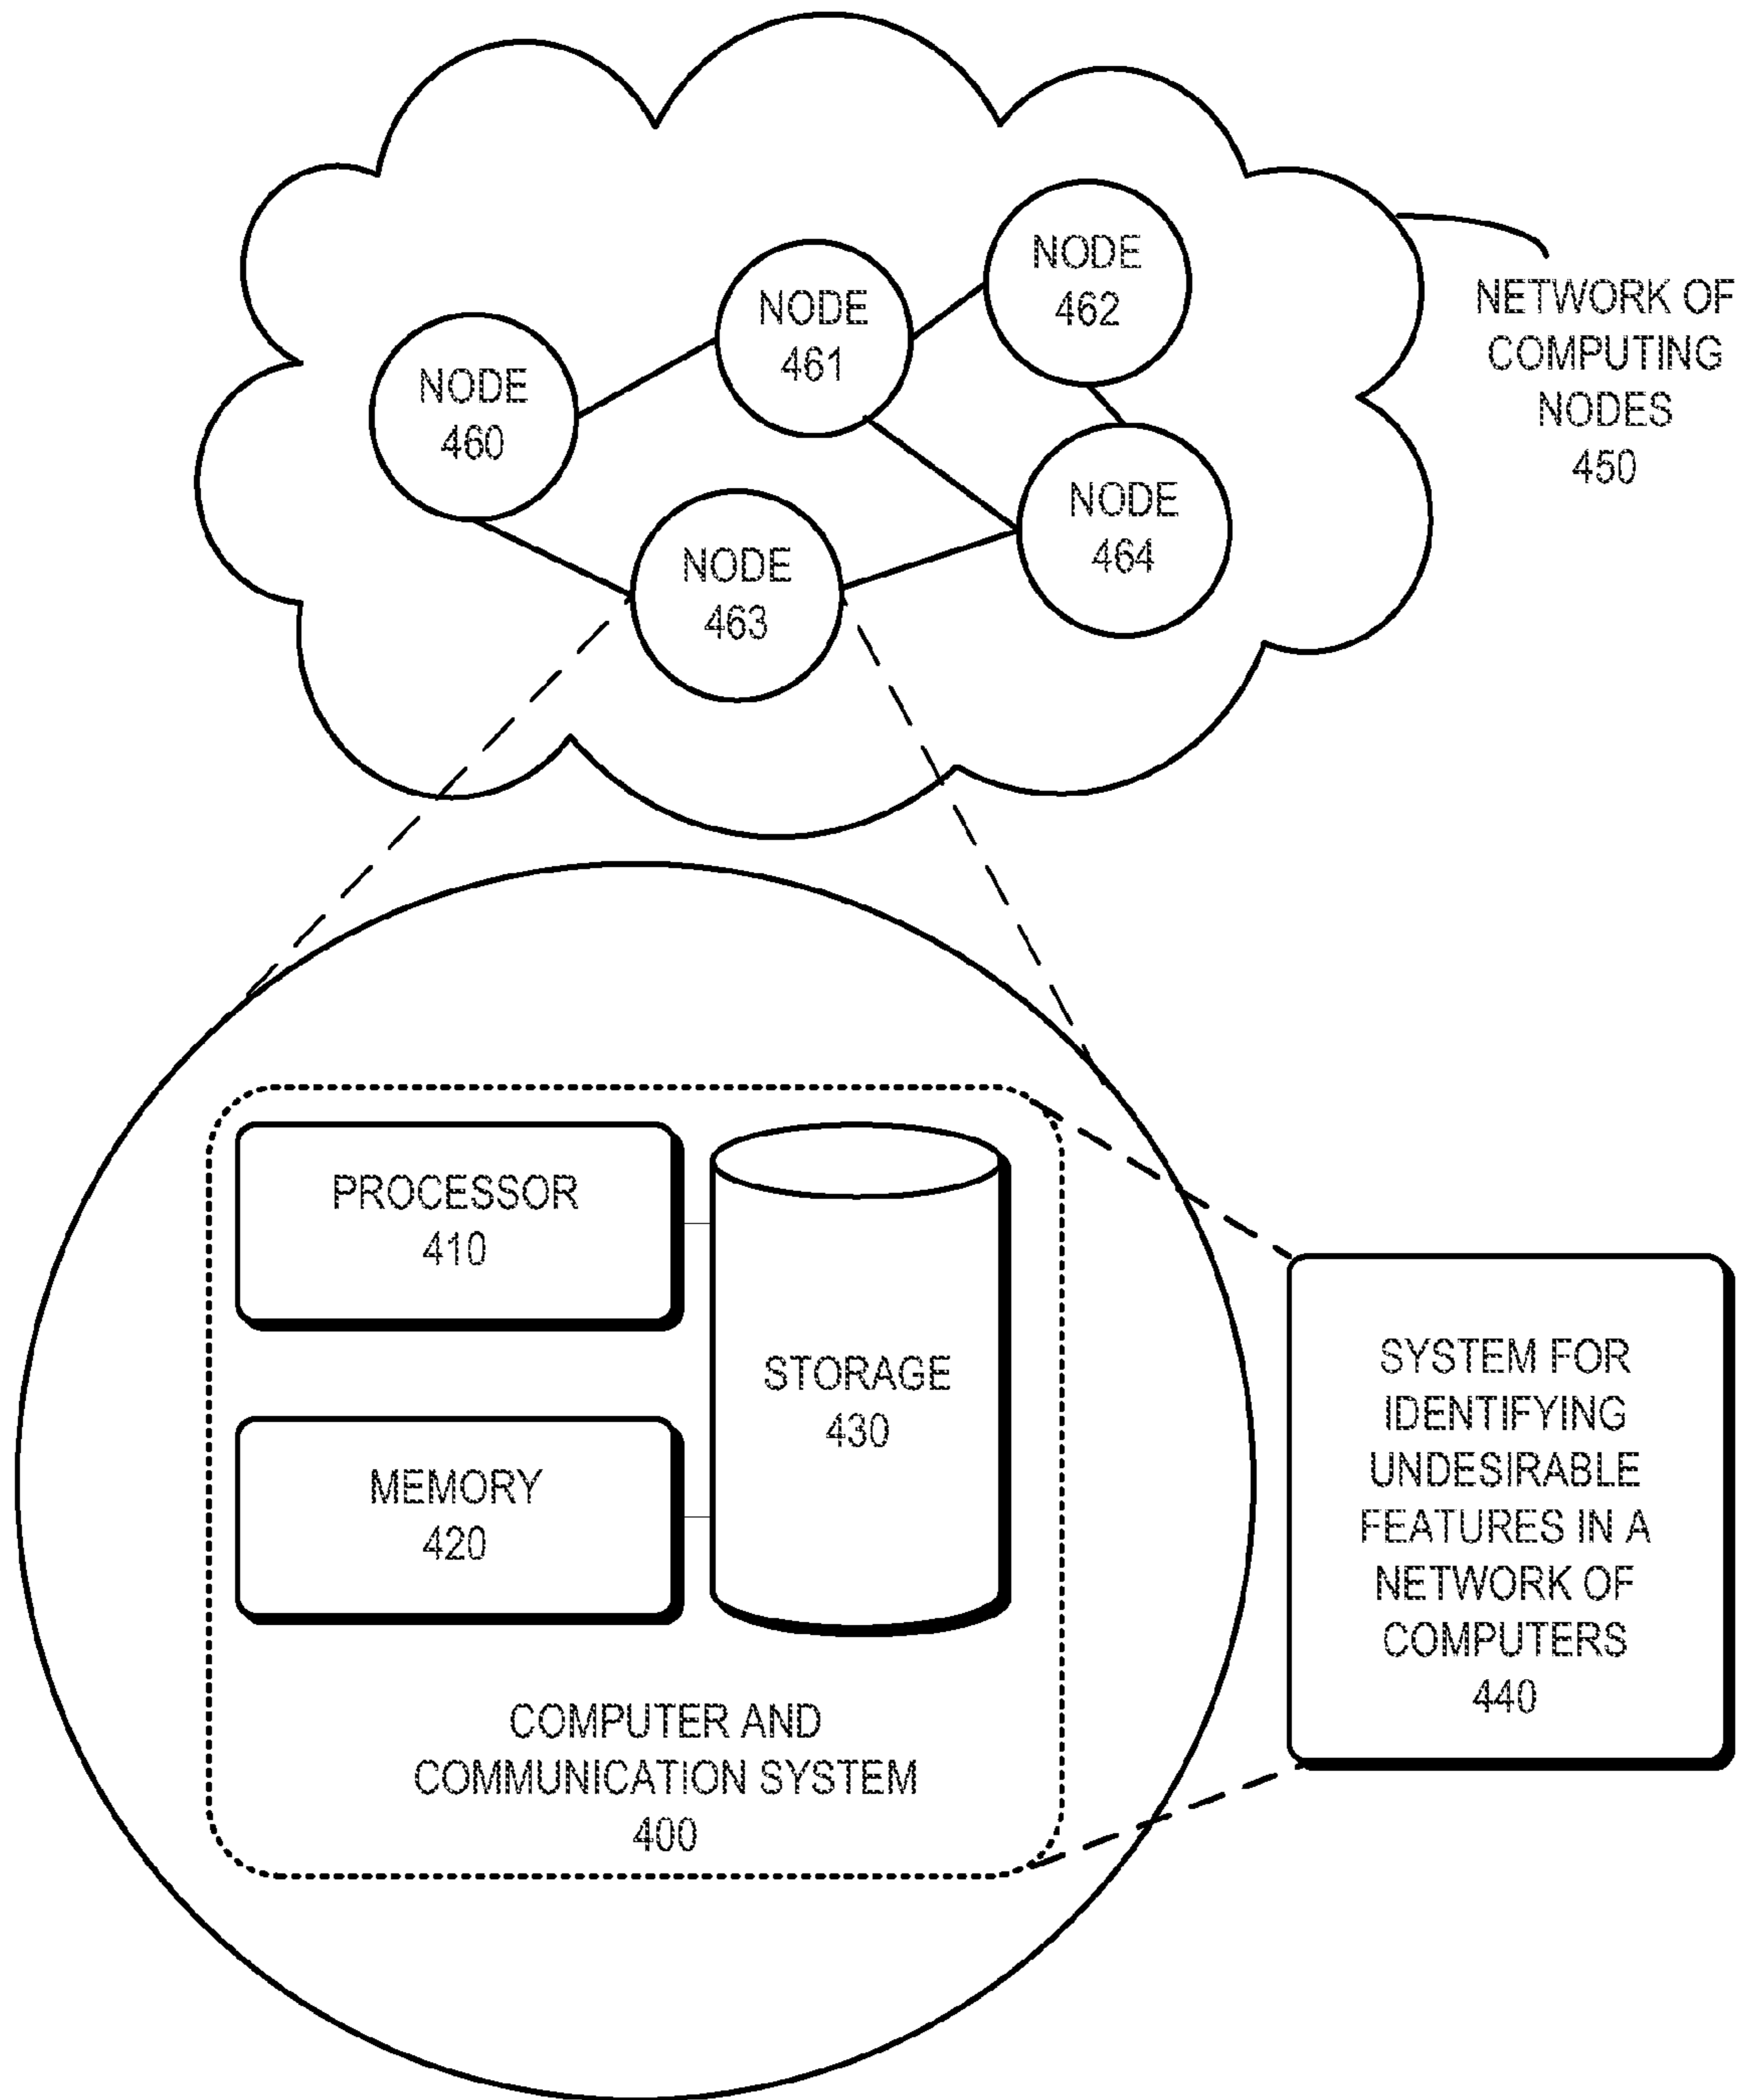 NODE
462
NODE
461
NETWORK OF
COMPUTING
NODES
450
NODE
460
NODE
464
NODE
463
PROCESSOR
410
STORAGE
430
MEMORY
420
SYSTEM FOR
IDENTIFYING
UNDESIRABLE
FEATURES IN A
NETWORK OF
COMPUTERS
440
COMPUTER AND
COMMUNICATION SYSTEM
400